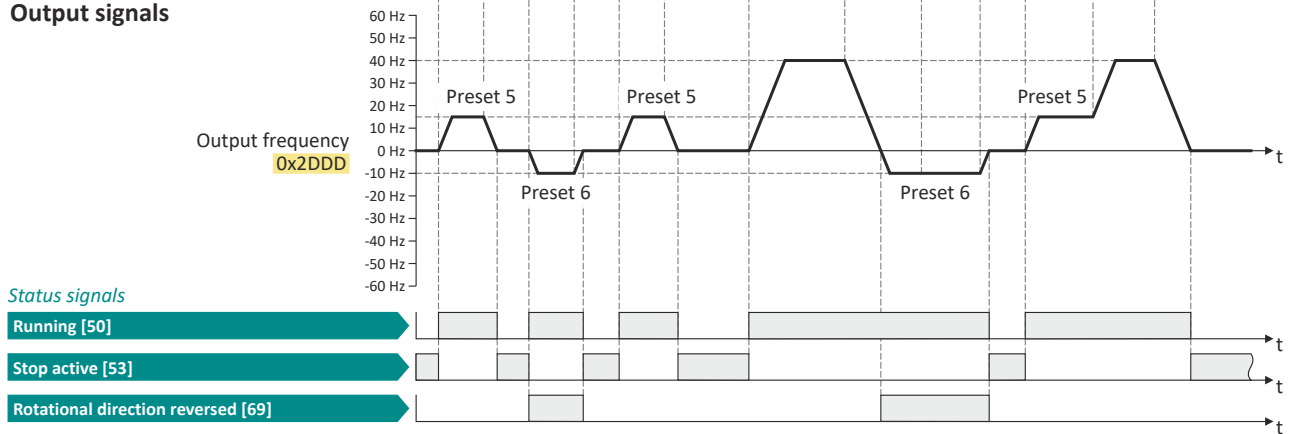 Output signals
60 Hz
50 Hz
40 Hz
30 Hz
20 Hz
10 Hz
0 Hz
-10 Hz
-20 Hz
-30 Hz
-40 Hz
-50 Hz
-60 Hz
Output frequency
0x2DDD
Preset 5
Preset 5
Preset 5
t
Preset 6
Preset 6
Status signals
Running [50]
t
Stop active [53]
t
Rotational direction reversed [69]
t